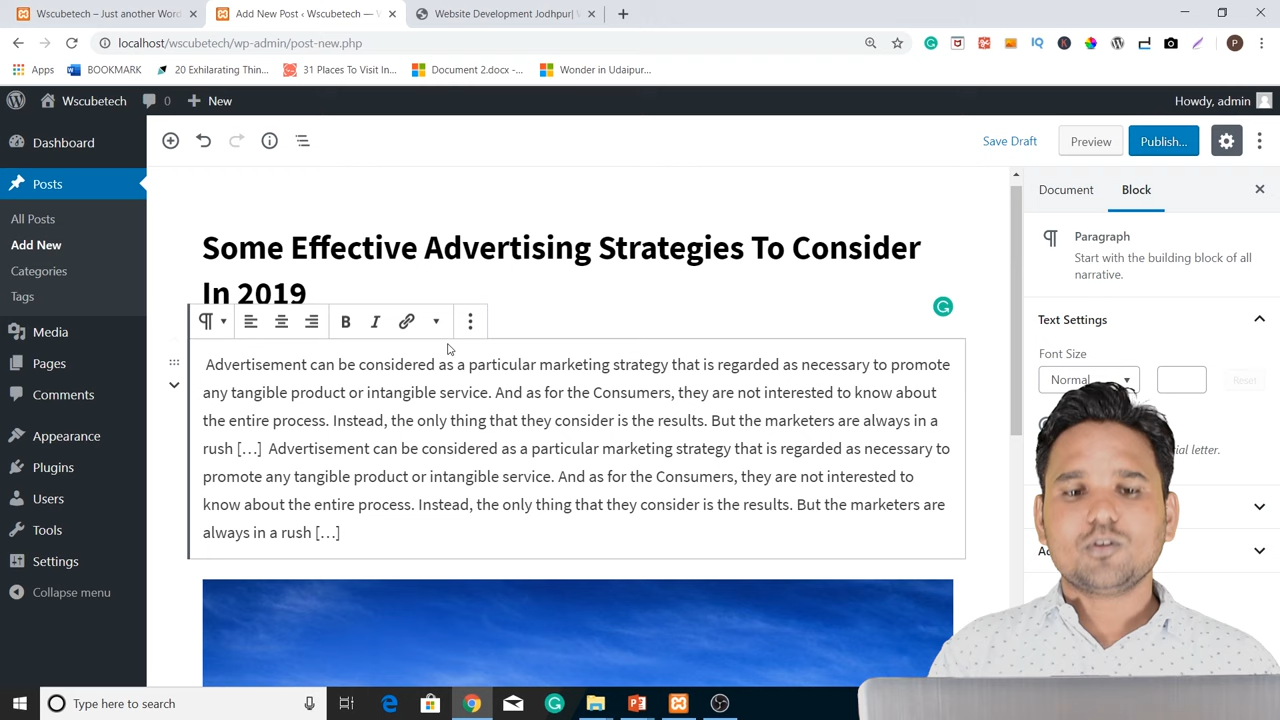 Wscubetech – Just another Word
Add New Post ‹ Wscubetech —
Website Development Jodhpur|
localhost/wscubetech/wp-admin/post-new.php
Apps
BOOKMARK
20 Exhilarating Thin...
31 Places To Visit In...
Document 2.docx -...
Wonder in Udaipur...
Wscubetech
0
New
Howdy, admin
Dashboard
Posts
All Posts
Add New
Categories
Tags
Media
Pages
Comments
Appearance
Plugins
Users
Tools
Settings
Collapse menu
Save Draft
Preview
Publish...
Some Effective Advertising Strategies To Consider
In 2019
B I
Advertisement can be considered as a particular marketing strategy that is regarded as necessary to promote
any tangible product or intangible service. And as for the Consumers, they are not interested to know about
the entire process. Instead, the only thing that they consider is the results. But the marketers are always in a
rush […]  Advertisement can be considered as a particular marketing strategy that is regarded as necessary to
promote any tangible product or intangible service. And as for the Consumers, they are not interested to
know about the entire process. Instead, the only thing that they consider is the results. But the marketers are
always in a rush […]
Document
Block
Paragraph
Start with the building block of all
narrative.
Text Settings
Font Size
Normal
Reset
letter.
Type here to search